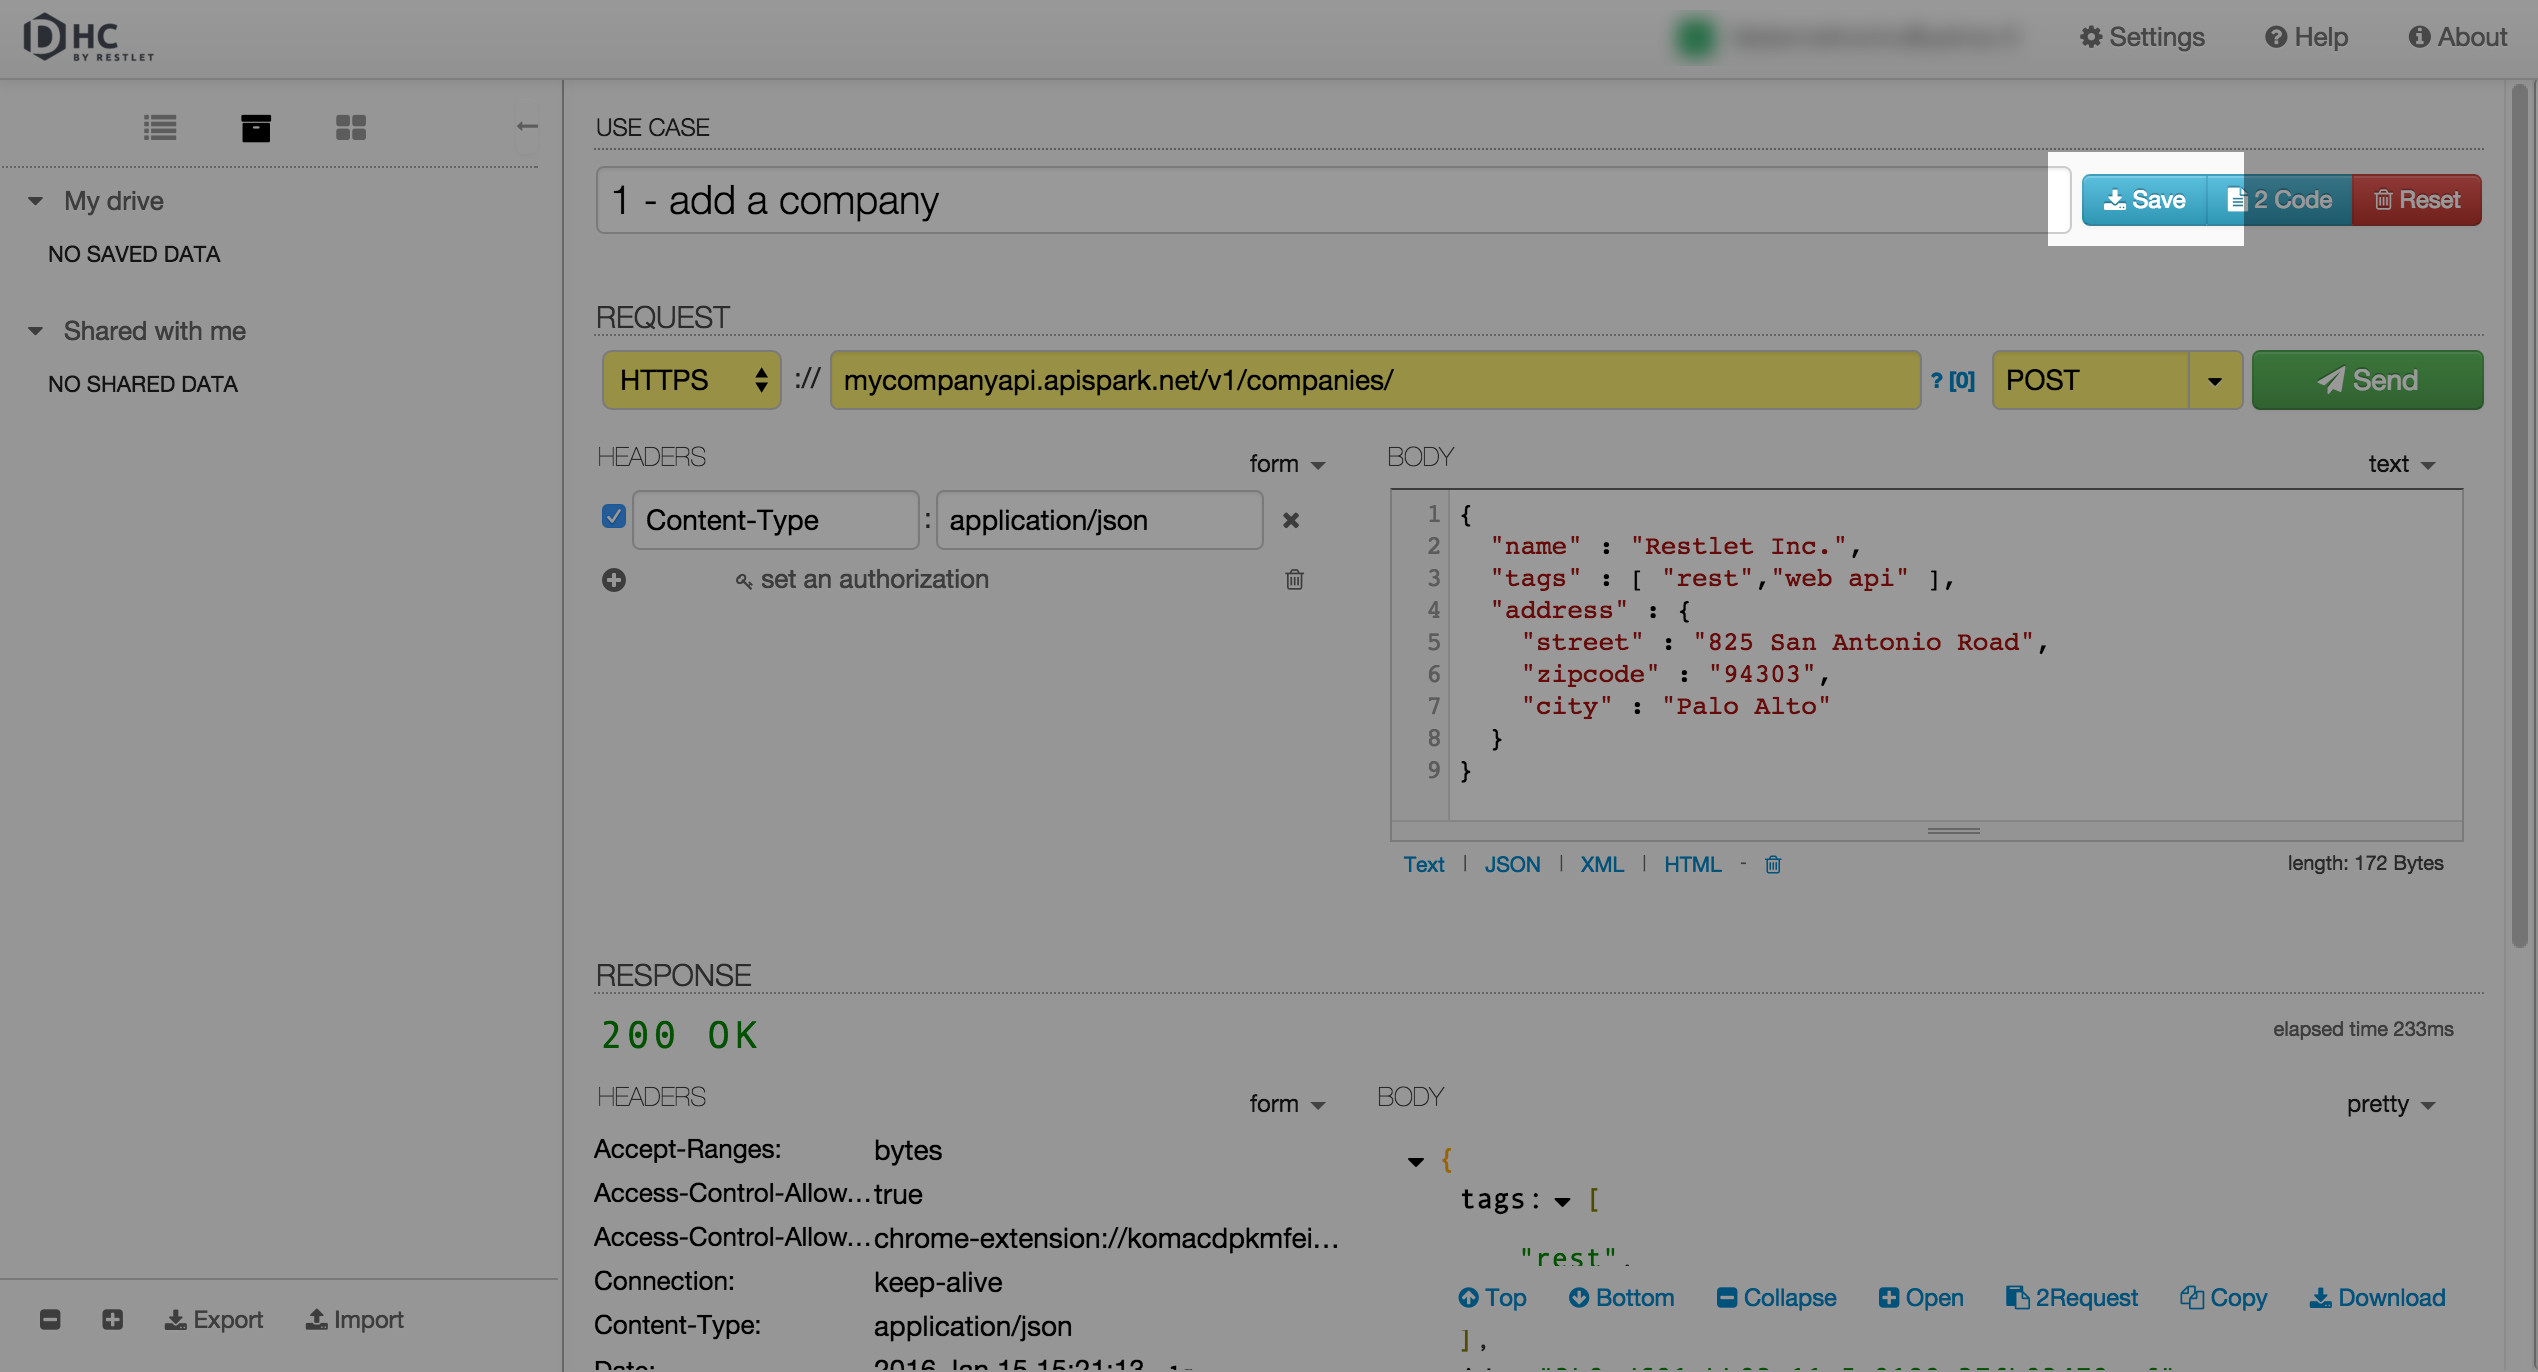 DHC
BY RESTLET
Settings
Help
About
My drive
NO SAVED DATA
Shared with me
NO SHARED DATA
Export
Import
USE CASE
1 - add a company
Save
2 Code
Reset
REQUEST
HTTPS :// mycompanyapi.apispark.net/v1/companies/ ? [0] POST Send
HEADERS
form
Content-Type : application/json
set an authorization
BODY
text
1 {
2 "name" : "Restlet Inc.",
3 "tags" : [ "rest","web api" ],
4 "address" : {
5 "street" : "825 San Antonio Road",
6 "zipcode" : "94303",
7 "city" : "Palo Alto"
8 }
9 }
Text | JSON | XML | HTML -
length: 172 Bytes
RESPONSE
200 OK
elapsed time 233ms
HEADERS
form
Accept-Ranges: bytes
Access-Control-Allow... true
Access-Control-Allow... chrome-extension://komacdpkmfei...
Connection: keep-alive
Content-Type: application/json
Date: 2016 Jan 15 15:21:13
BODY
pretty
{
tags: [
"rest",
Top Bottom Collapse Open 2Request Copy Download
],